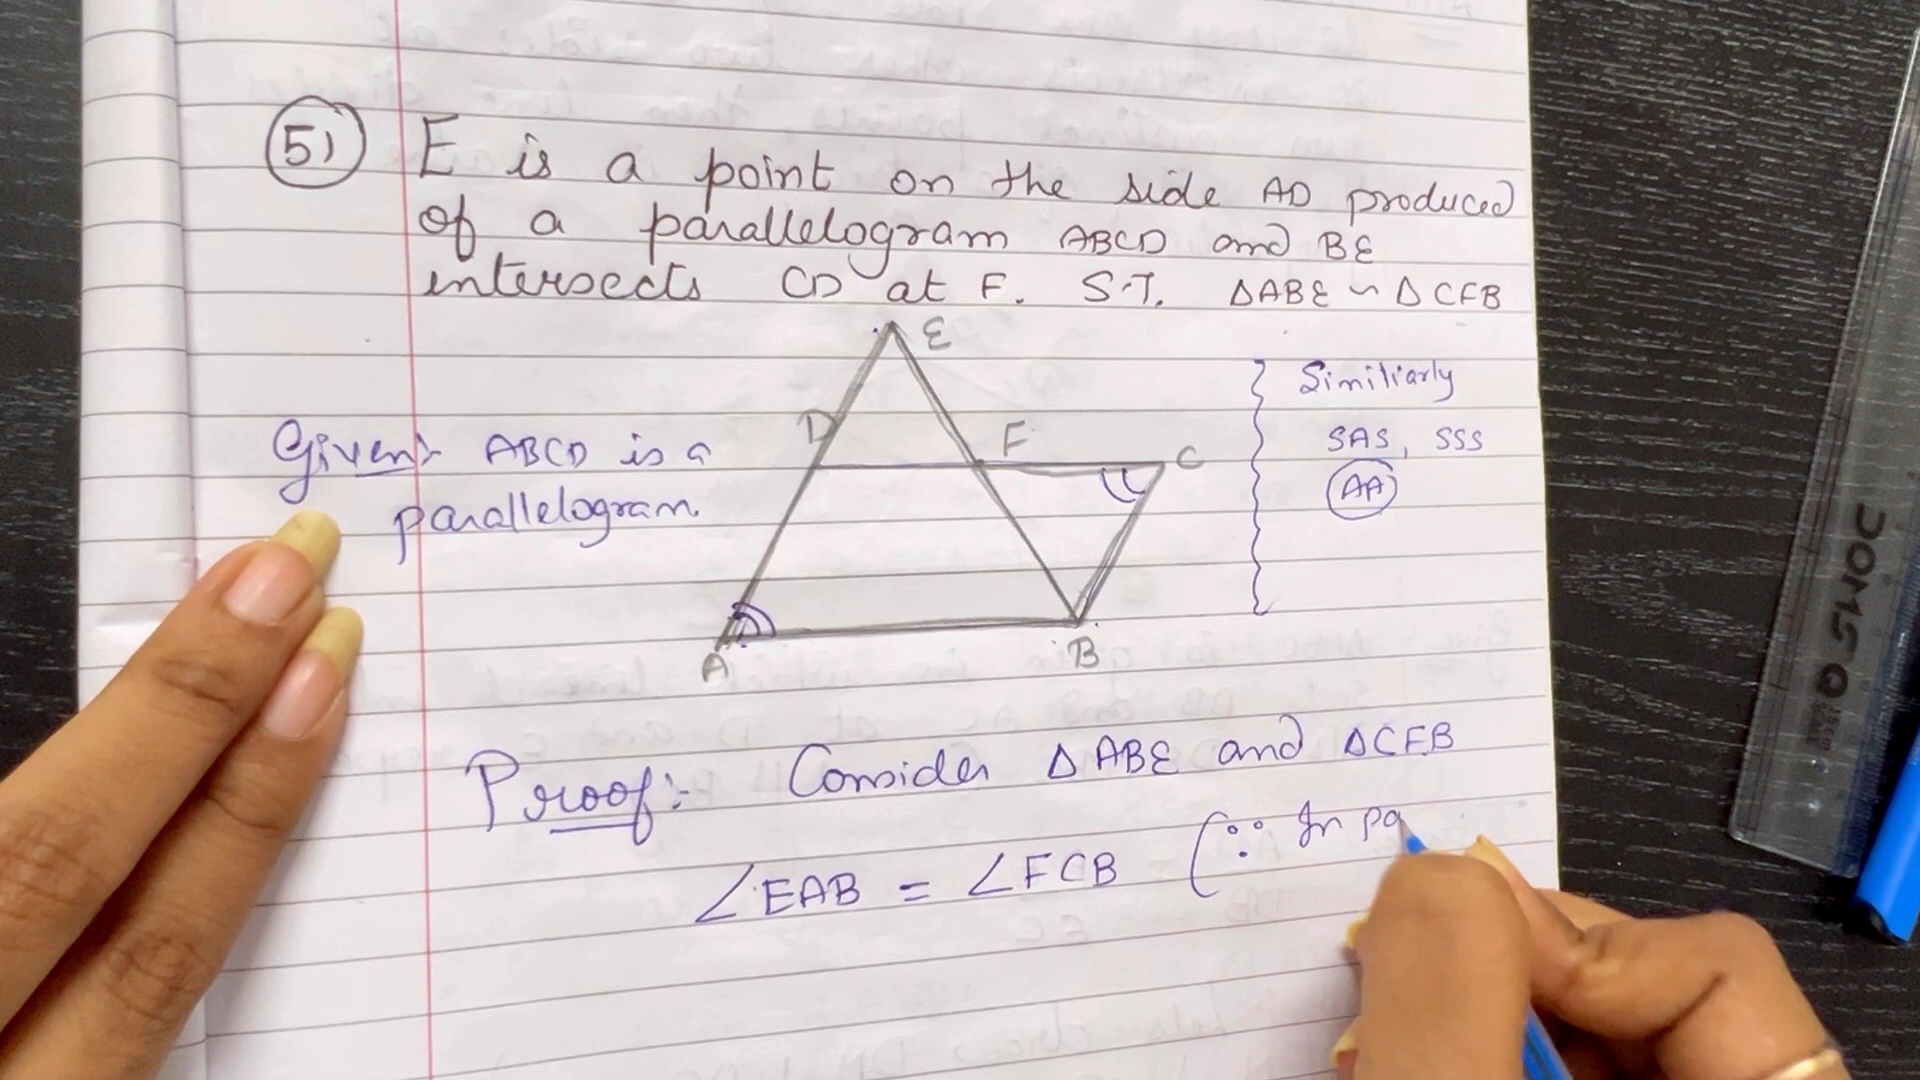 5) E is a point on the side AD produced
of a parallelogram ABCD and BE
intersects CD at F. S.T. ΔABE ~ ΔCFB
E
D
F
C
A
B
Given:- ABCD is a
parallelogram.
Similiarly
SAS, SSS
AA
Proof:- Consider ΔABE and ΔCFB
∠EAB = ∠FCB (∵ In pa